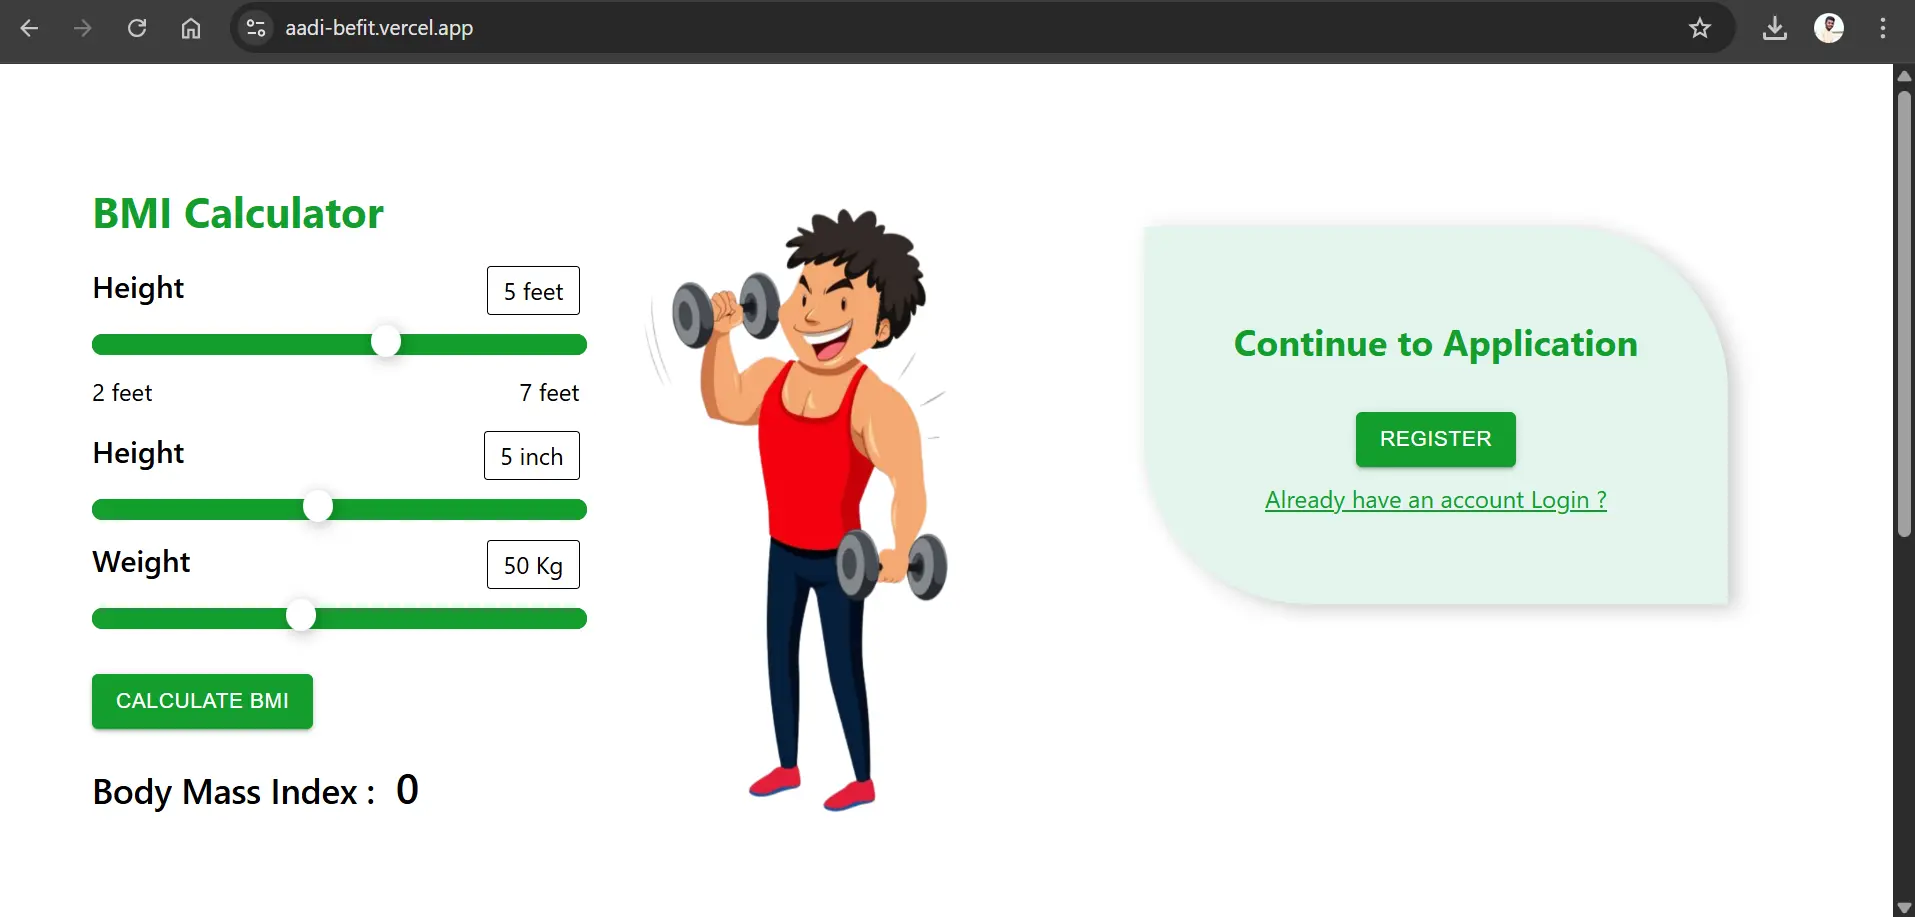 aadi-befit.vercel.app
BMI Calculator
Height
5 feet
2 feet
7 feet
Height
5 inch
Weight
50 Kg
CALCULATE BMI
Body Mass Index : 0
Continue to Application
REGISTER
Already have an account Login ?